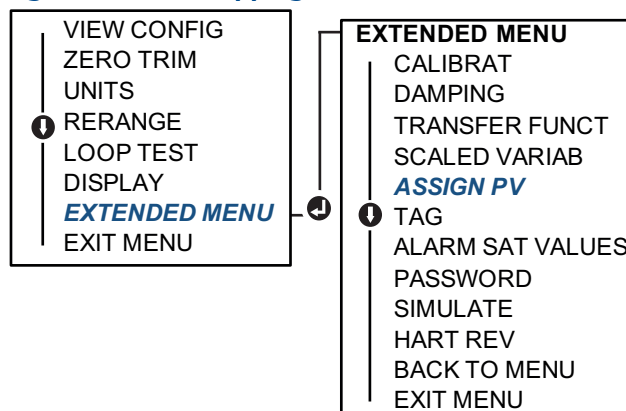 VIEW CONFIG
ZERO TRIM
UNITS
RERANGE
LOOP TEST
DISPLAY
EXTENDED MENU
EXIT MENU
EXTENDED MENU
CALIBRAT
DAMPING
TRANSFER FUNCT
SCALED VARIAB
ASSIGN PV
TAG
ALARM SAT VALUES
PASSWORD
SIMULATE
HART REV
BACK TO MENU
EXIT MENU